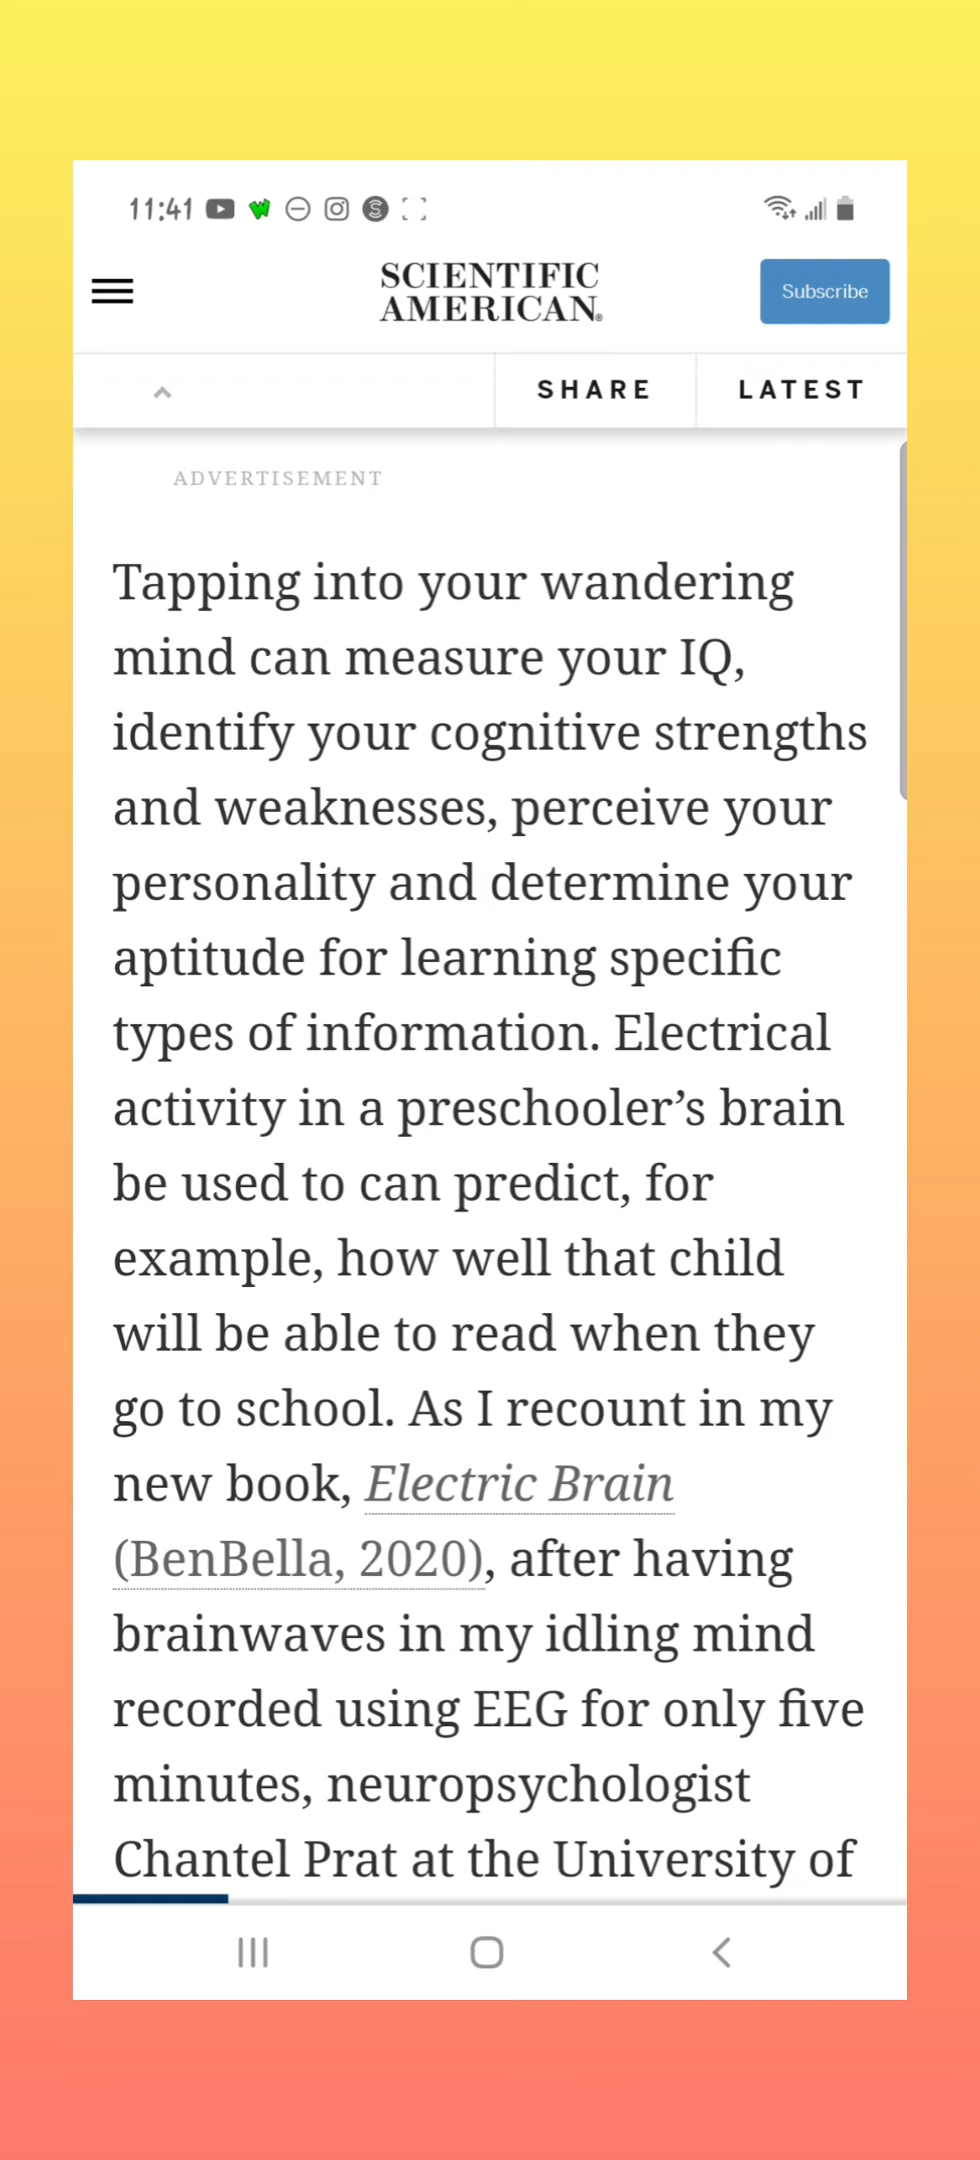 11:41
SCIENTIFIC
AMERICAN®
Subscribe
SHARE
LATEST
ADVERTISEMENT
Tapping into your wandering
mind can measure your IQ,
identify your cognitive strengths
and weaknesses, perceive your
personality and determine your
aptitude for learning specific
types of information. Electrical
activity in a preschooler’s brain
be used to can predict, for
example, how well that child
will be able to read when they
go to school. As I recount in my
new book, Electric Brain
(BenBella, 2020), after having
brainwaves in my idling mind
recorded using EEG for only five
minutes, neuropsychologist
Chantel Prat at the University of